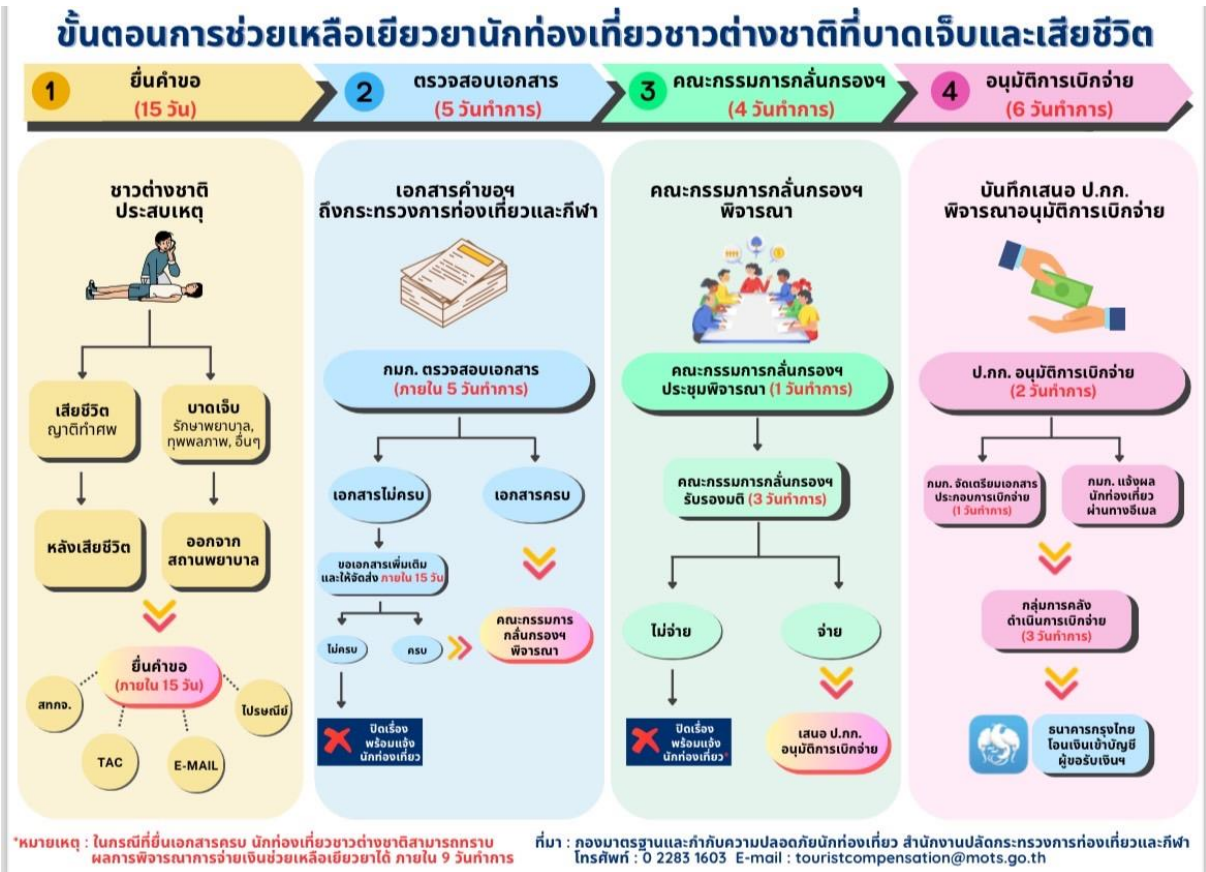 ขั้นตอนการช่วยเหลือเยียวยานักท่องเที่ยวชาวต่างชาติที่บาดเจ็บและเสียชีวิต
1
ยื่นคำขอ
(15 วัน)
2
ตรวจสอบเอกสาร
(5 วันทำการ)
3
คณะกรรมการกลั่นกรองฯ
(4 วันทำการ)
4
อนุมัติการเบิกจ่าย
(6 วันทำการ)
ชาวต่างชาติ
ประสบเหตุ
เสียชีวิต
ญาติทำศพ
บาดเจ็บ
รักษาพยาบาล,
ทุพพลภาพ, อื่นๆ
หลังเสียชีวิต
ออกจาก
สถานพยาบาล
ยื่นคำขอ
(ภายใน 15 วัน)
สทกจ.
TAC
E-MAIL
ไปรษณีย์
เอกสารคำขอฯ
ถึงกระทรวงการท่องเที่ยวและกีฬา
กมก. ตรวจสอบเอกสาร
(ภายใน 5 วันทำการ)
เอกสารไม่ครบ
เอกสารครบ
ขอเอกสารเพิ่มเติม
และให้จัดส่ง ภายใน 15 วัน
ไม่ครบ
ครบ
คณะกรรมการ
กลั่นกรองฯ
พิจารณา
ปิดเรื่อง
พร้อมแจ้ง
นักท่องเที่ยว
คณะกรรมการกลั่นกรองฯ
พิจารณา
คณะกรรมการกลั่นกรองฯ
ประชุมพิจารณา (1 วันทำการ)
คณะกรรมการกลั่นกรองฯ
รับรองมติ (3 วันทำการ)
ไม่จ่าย
จ่าย
ปิดเรื่อง
พร้อมแจ้ง
นักท่องเที่ยว*
เสนอ ป.กก.
อนุมัติการเบิกจ่าย
บันทึกเสนอ ป.กก.
พิจารณาอนุมัติการเบิกจ่าย
ป.กก. อนุมัติการเบิกจ่าย
(2 วันทำการ)
กมก. จัดเตรียมเอกสาร
ประกอบการเบิกจ่าย
(1 วันทำการ)
กมก. แจ้งผล
นักท่องเที่ยว
ผ่านทางอีเมล
กลุ่มการคลัง
ดำเนินการเบิกจ่าย
(3 วันทำการ)
ธนาคารกรุงไทย
โอนเงินเข้าบัญชี
ผู้ขอรับเงินฯ
*หมายเหตุ : ในกรณีที่ยื่นเอกสารครบ นักท่องเที่ยวชาวต่างชาติสามารถทราบ
ผลการพิจารณาการจ่ายเงินช่วยเหลือเยียวยาได้ ภายใน 9 วันทำการ
ที่มา : กองมาตรฐานและกำกับความปลอดภัยนักท่องเที่ยว สำนักงานปลัดกระทรวงการท่องเที่ยวและกีฬา
โทรศัพท์ : 0 2283 1603 E-mail : touristcompensation@mots.go.th